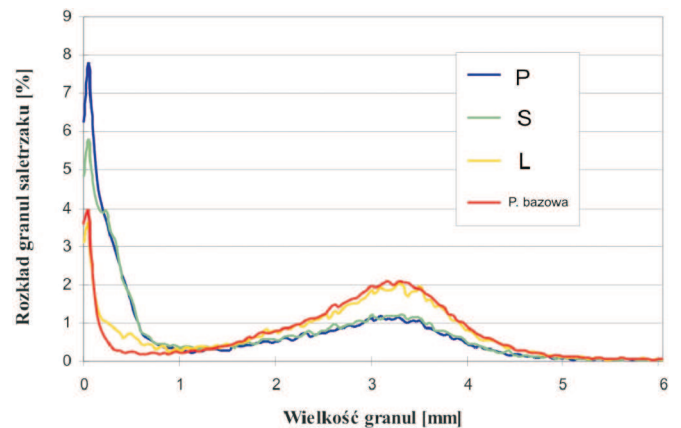 Rozkład granul saletrzaku [%]
9
8
7
6
5
4
3
2
1
0
0 1 2 3 4 5 6
Wielkość granul [mm]
P
S
L
P. bazowa